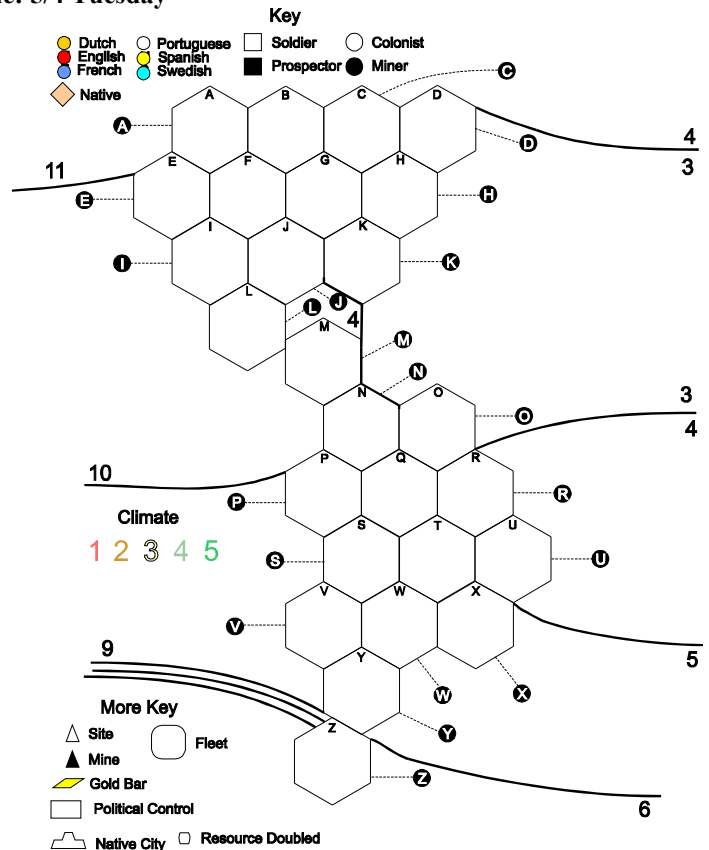 3/4 Tuesday
Key
Dutch
English
French
Portuguese
Spanish
Swedish
Native
Soldier
Prospector
Colonist
Miner
C
A B C D
A
D
4
3
11
E F G H
E
H
I J K
I
K
L
L
J
4
M
M
N
N
O
O
3
4
10
P Q R
P
R
Climate
1 2 3 4 5
S T U
S
U
V W X
V
5
9
Y
W
X
More Key
Site
Mine
Fleet
Gold Bar
Political Control
Native City
Resource Doubled
Z
Y
Z
6